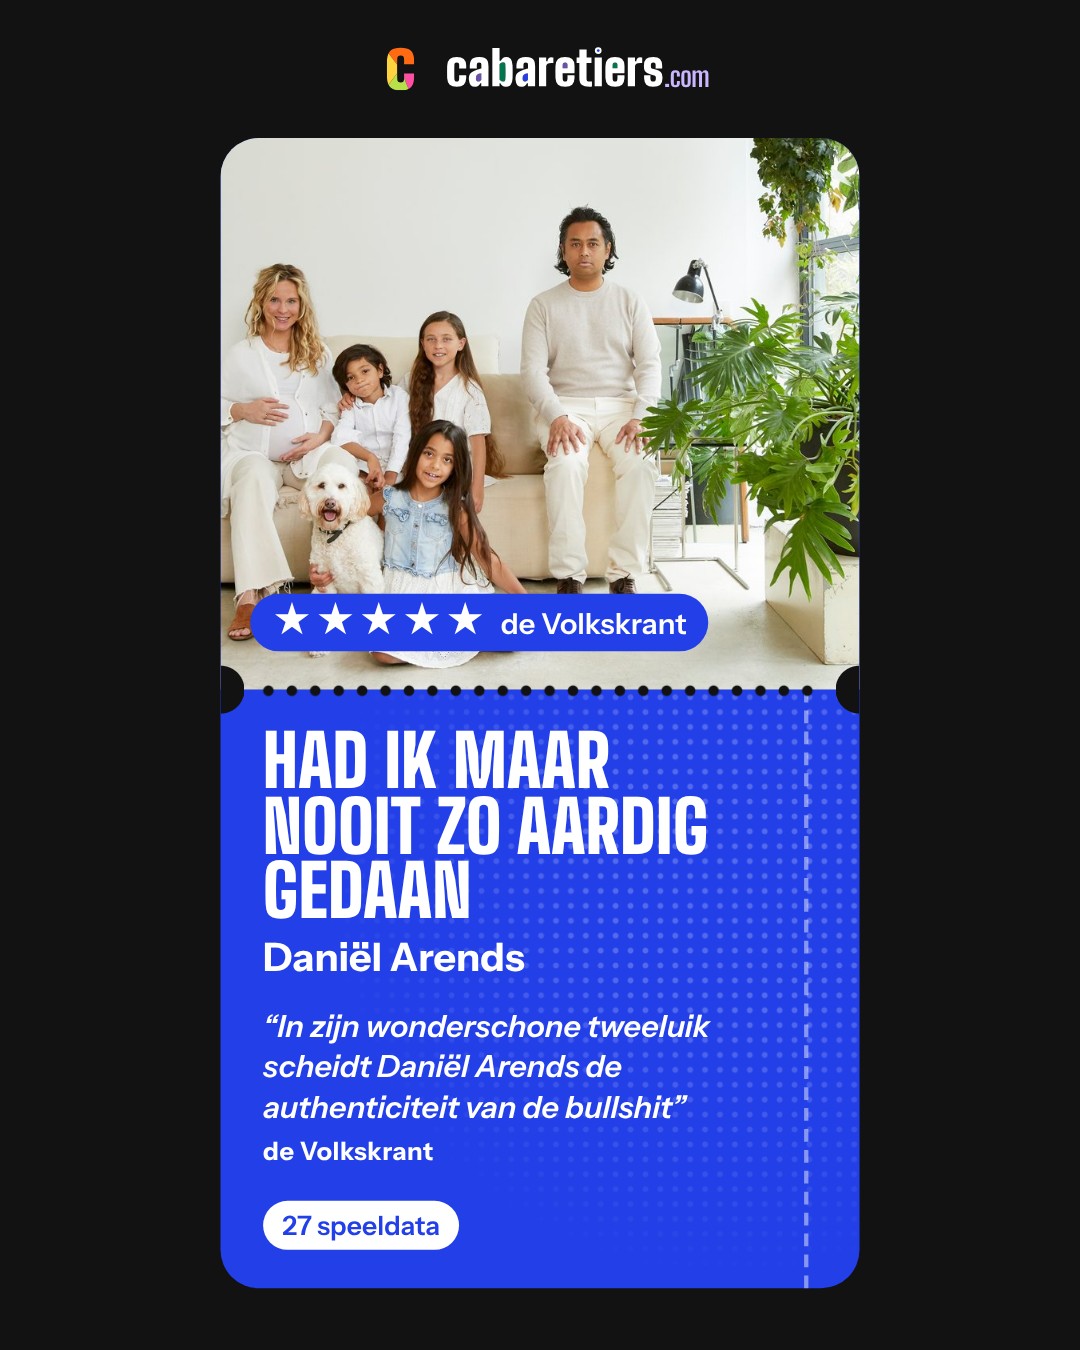 cabaretiers.com
★★★★★ de Volkskrant
HAD IK MAAR
NOOIT ZO AARDIG
GEDAAN
Daniël Arends
“In zijn wonderschone tweeluik
scheidt Daniël Arends de
authenticiteit van de bullshit”
de Volkskrant
27 speeldata